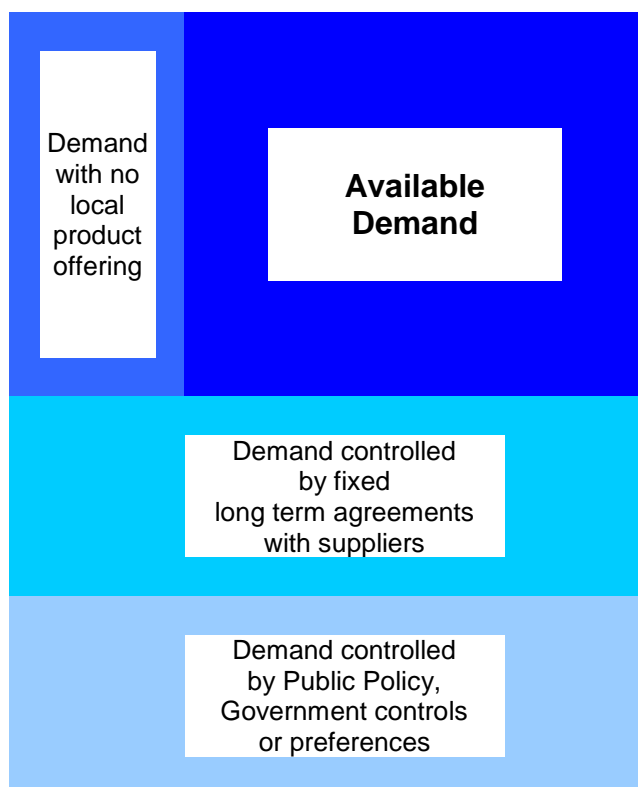 Demand
with no
local
product
offering
Available
Demand
Demand controlled
by fixed
long term agreements
with suppliers
Demand controlled
by Public Policy,
Government controls
or preferences